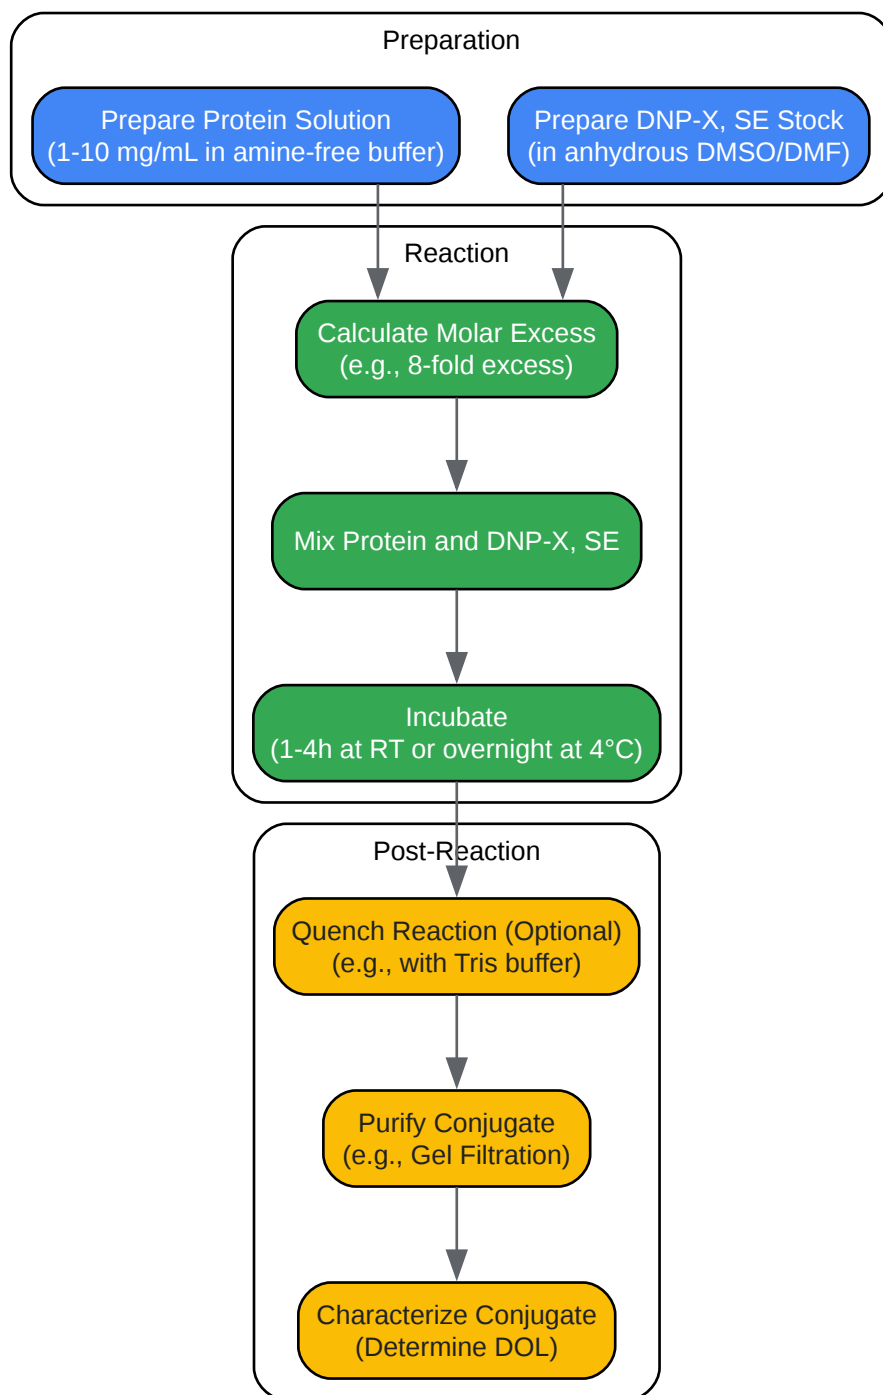 Preparation
Prepare Protein Solution
(1-10 mg/mL in amine-free buffer)
Prepare DNP-X, SE Stock
(in anhydrous DMSO/DMF)
Reaction
Calculate Molar Excess
(e.g., 8-fold excess)
Mix Protein and DNP-X, SE
Incubate
(1-4h at RT or overnight at 4°C)
Post-Reaction
Quench Reaction (Optional)
(e.g., with Tris buffer)
Purify Conjugate
(e.g., Gel Filtration)
Characterize Conjugate
(Determine DOL)